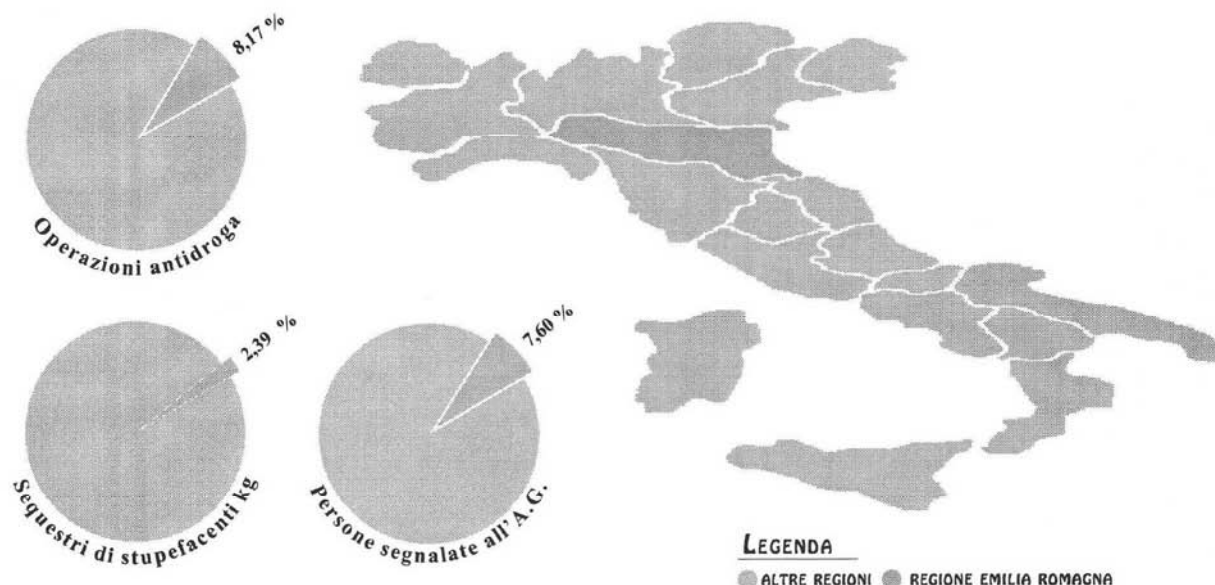 8,17 %
Operazioni antidroga
2,39 %
Sequestri di stupefacenti kg
7,60 %
Persone segnalate all'A.G.
LEGENDA
ALTRE REGIONI REGIONE EMILIA ROMAGNA